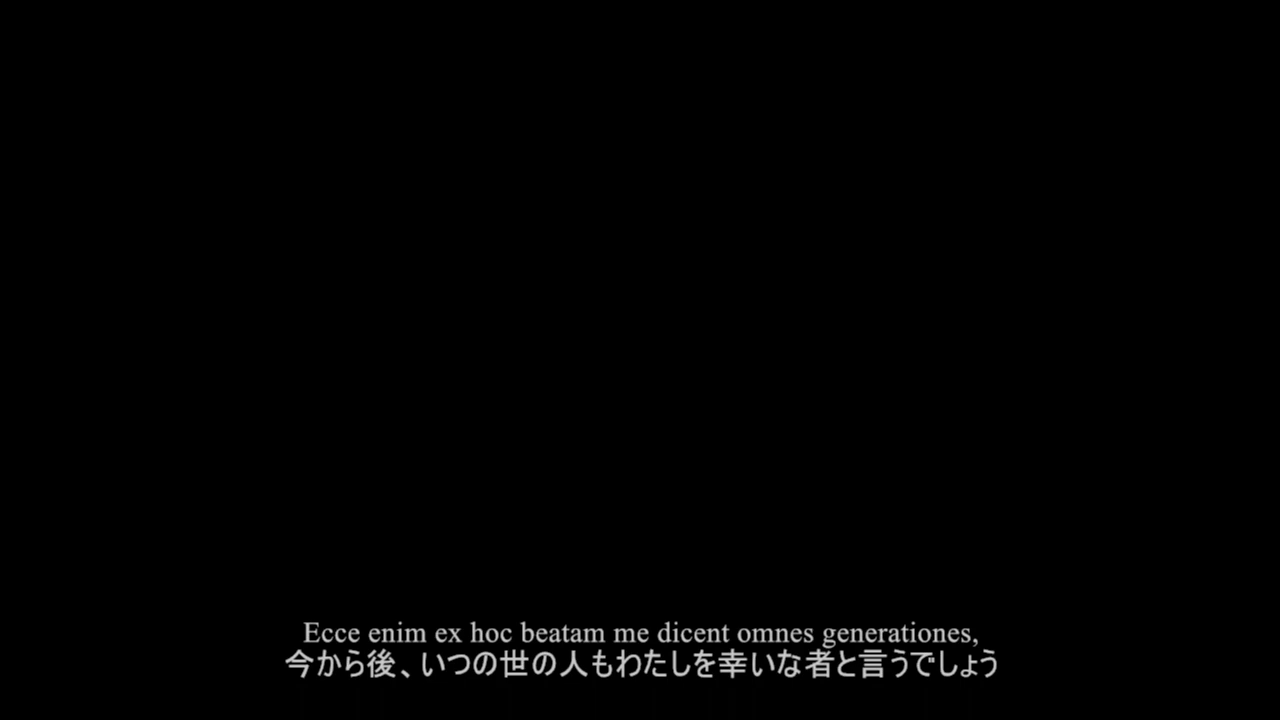 Ecce enim ex hoc beatam me dicent omnes generationes,
今から後、いつの世の人もわたしを幸いな者と言うでしょう